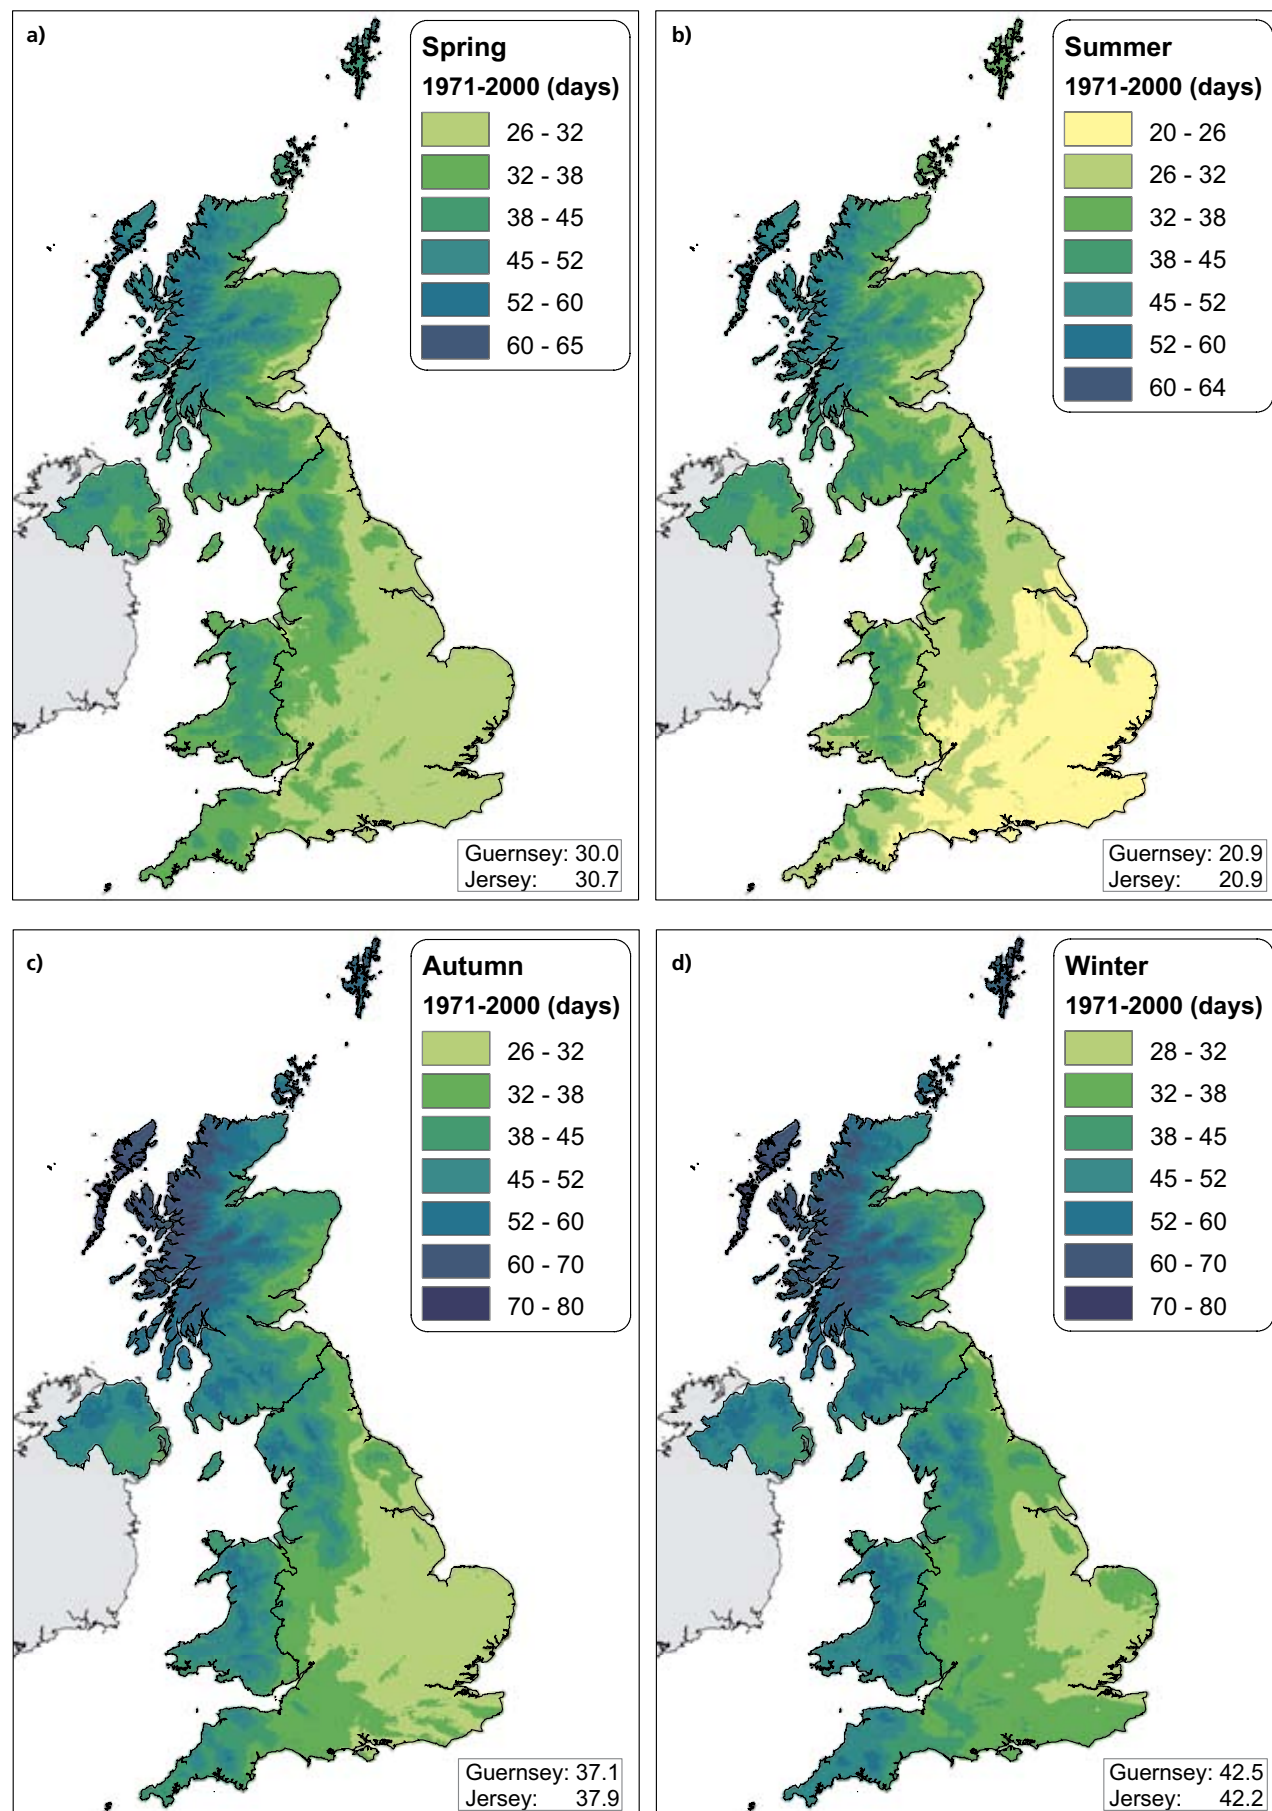 a)
Spring
1971-2000 (days)
26 - 32
32 - 38
38 - 45
45 - 52
52 - 60
60 - 65
Guernsey: 30.0
Jersey: 30.7
b)
Summer
1971-2000 (days)
20 - 26
26 - 32
32 - 38
38 - 45
45 - 52
52 - 60
60 - 64
Guernsey: 20.9
Jersey: 20.9
c)
Autumn
1971-2000 (days)
26 - 32
32 - 38
38 - 45
45 - 52
52 - 60
60 - 70
70 - 80
Guernsey: 37.1
Jersey: 37.9
d)
Winter
1971-2000 (days)
28 - 32
32 - 38
38 - 45
45 - 52
52 - 60
60 - 70
70 - 80
Guernsey: 42.5
Jersey: 42.2